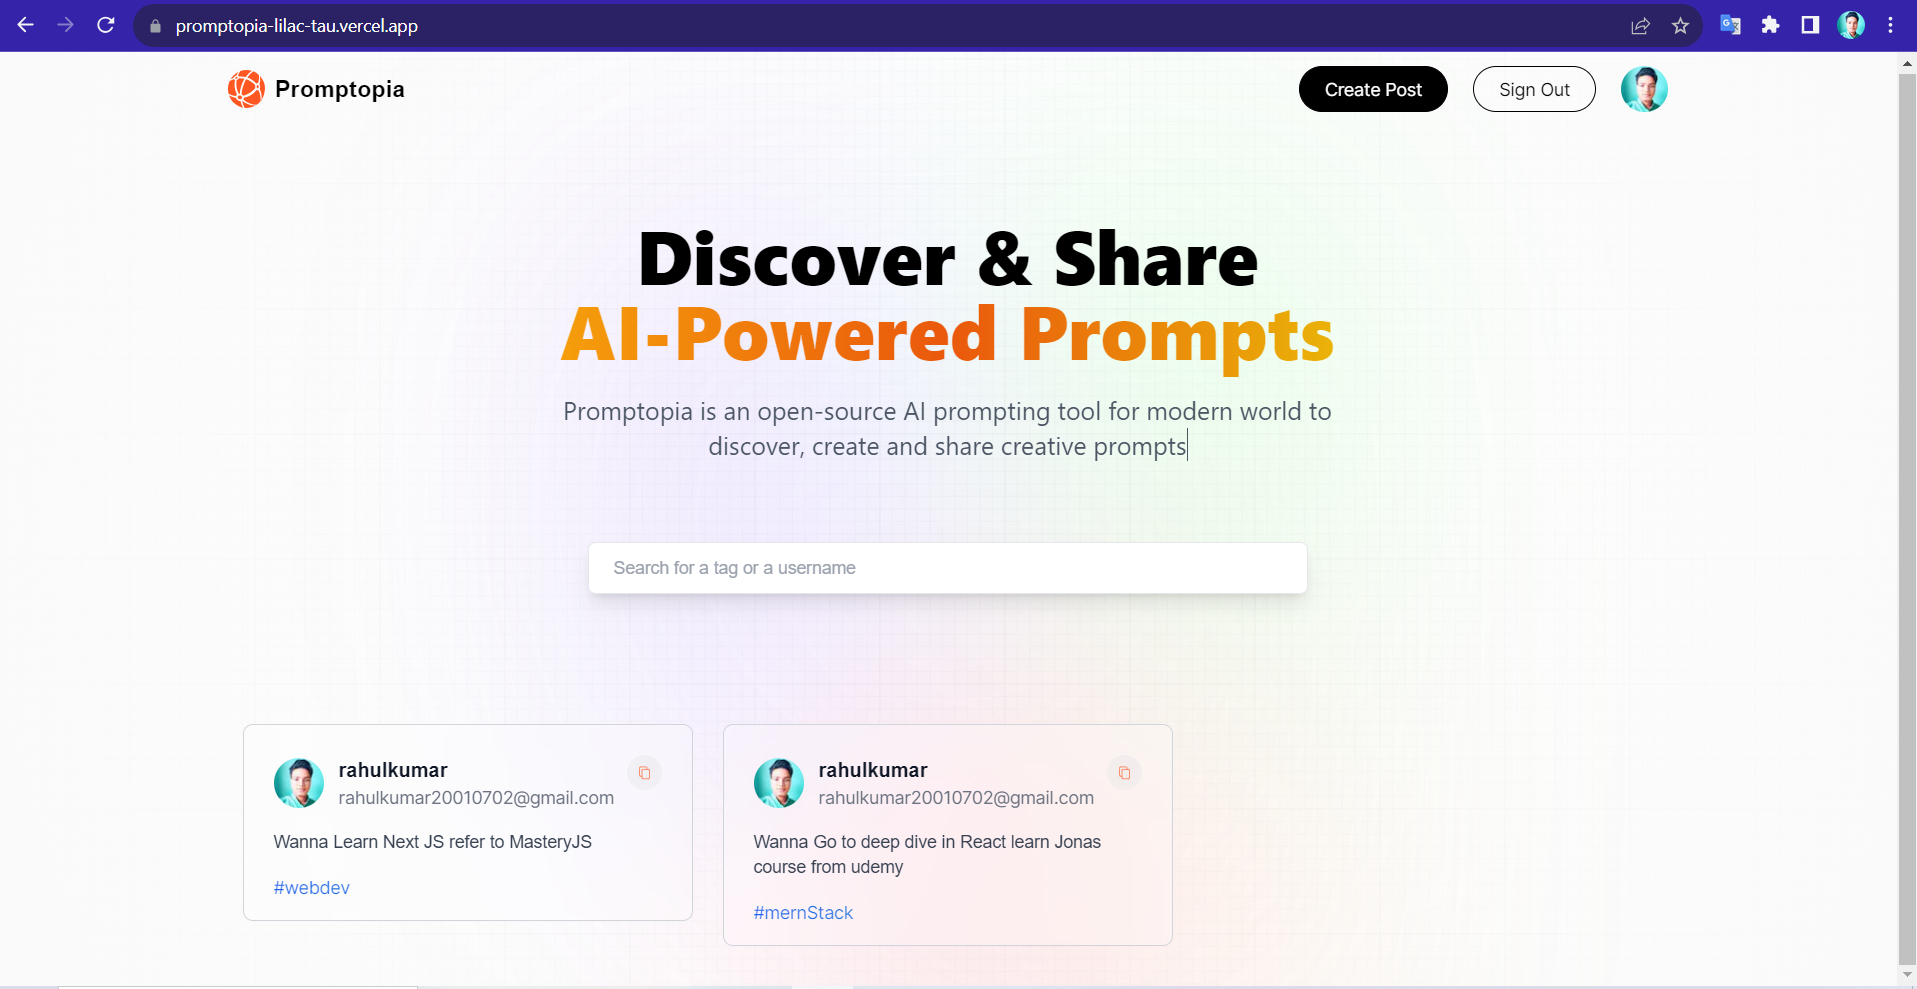 promptopia-lilac-tau.vercel.app
Promptopia
Create Post
Sign Out
Discover & Share
AI-Powered Prompts
Promptopia is an open-source AI prompting tool for modern world to
discover, create and share creative prompts
Search for a tag or a username
rahulkumar
rahulkumar20010702@gmail.com
Wanna Learn Next JS refer to MasteryJS
#webdev
rahulkumar
rahulkumar20010702@gmail.com
Wanna Go to deep dive in React learn Jonas
course from udemy
#mernStack